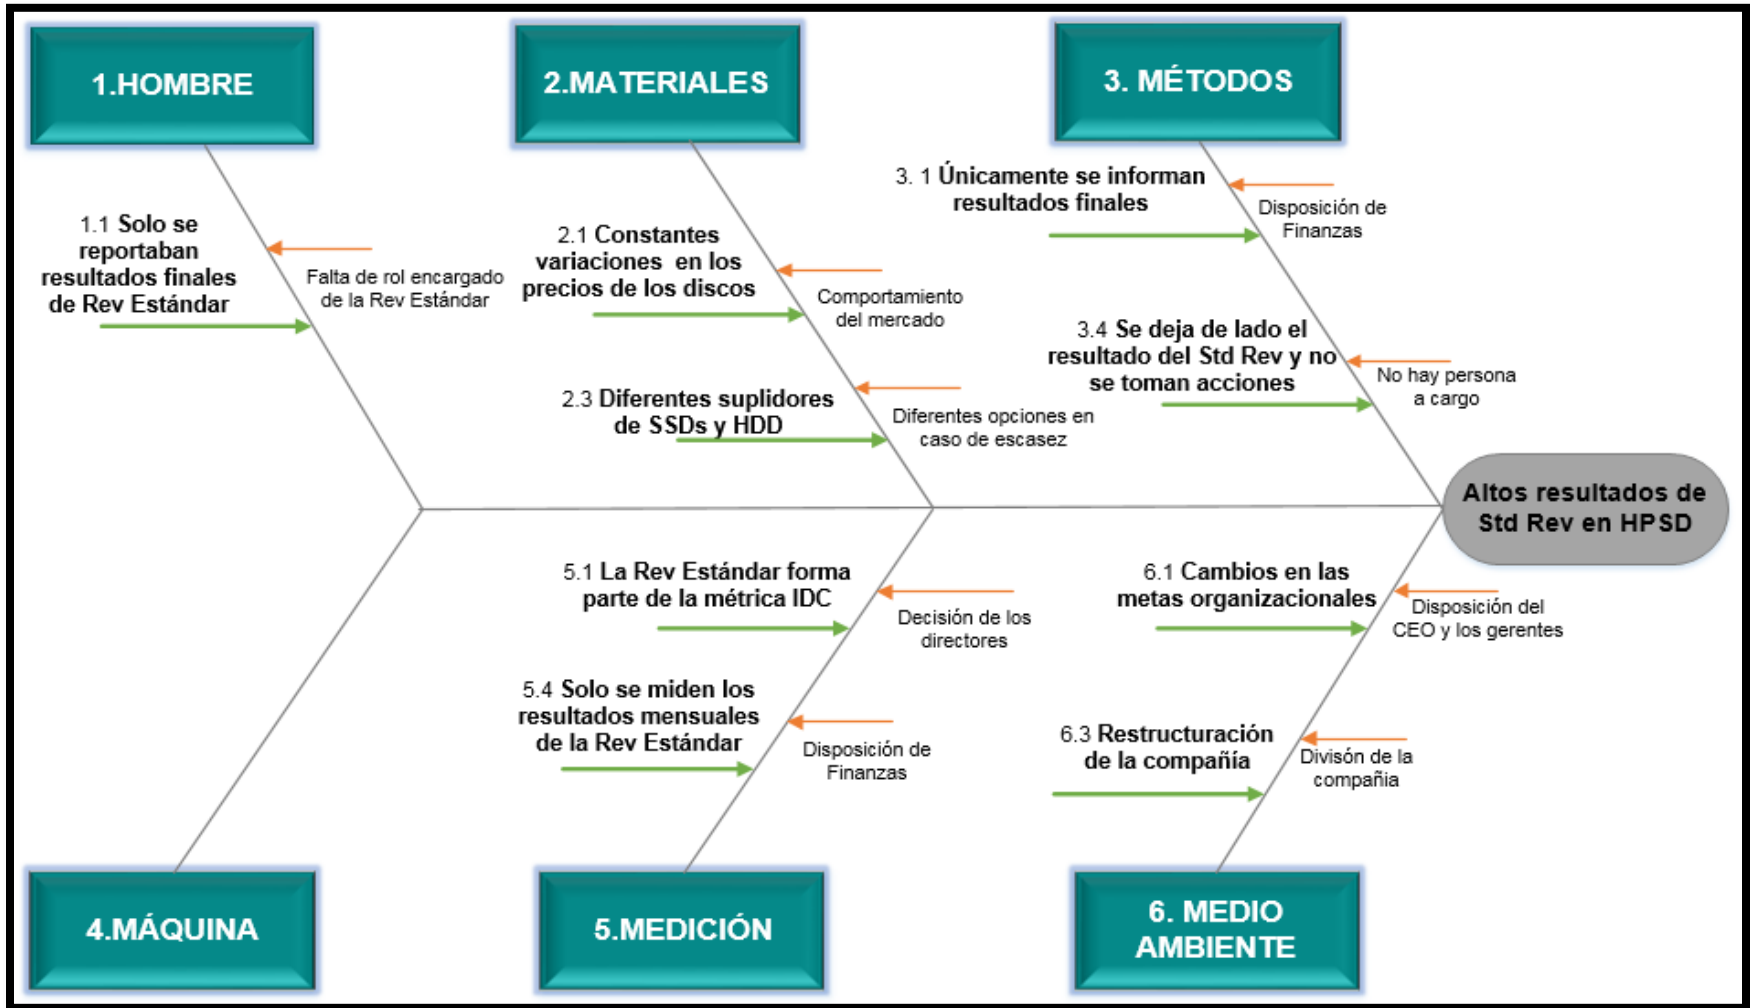 1.HOMBRE
2.MATERIALES
3. MÉTODOS
1.1 Solo se
reportaban
resultados finales
de Rev Estándar
Falta de rol encargado
de la Rev Estándar
2.1 Constantes
variaciones en los
precios de los discos
Comportamiento
del mercado
2.3 Diferentes suplidores
de SSDs y HDD
Diferentes opciones en
caso de escasez
3. 1 Únicamente se informan
resultados finales
Disposición de
Finanzas
3.4 Se deja de lado el
resultado del Std Rev y no
se toman acciones
No hay persona
a cargo
Altos resultados de
Std Rev en HPSD
5.1 La Rev Estándar forma
parte de la métrica IDC
Decisión de los
directores
5.4 Solo se miden los
resultados mensuales
de la Rev Estándar
Disposición de
Finanzas
6.1 Cambios en las
metas organizacionales
Disposición del
CEO y los gerentes
6.3 Restructuración
de la compañía
Divisón de la
compañia
4.MÁQUINA
5.MEDICIÓN
6. MEDIO
AMBIENTE